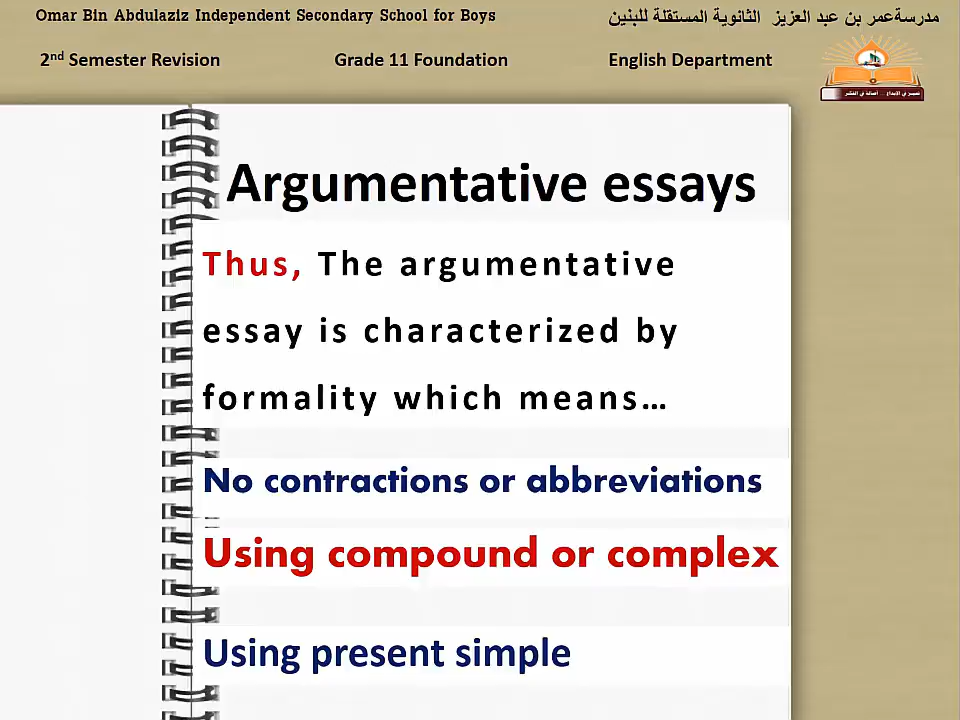 Omar Bin Abdulaziz Independent Secondary School for Boys
مدرسةعمر بن عبد العزيز الثانوية المستقلة للبنين
2nd Semester Revision
Grade 11 Foundation
English Department
Argumentative essays
Thus, The argumentative
essay is characterized by
formality which means…
No contractions or abbreviations
Using compound or complex
Using present simple